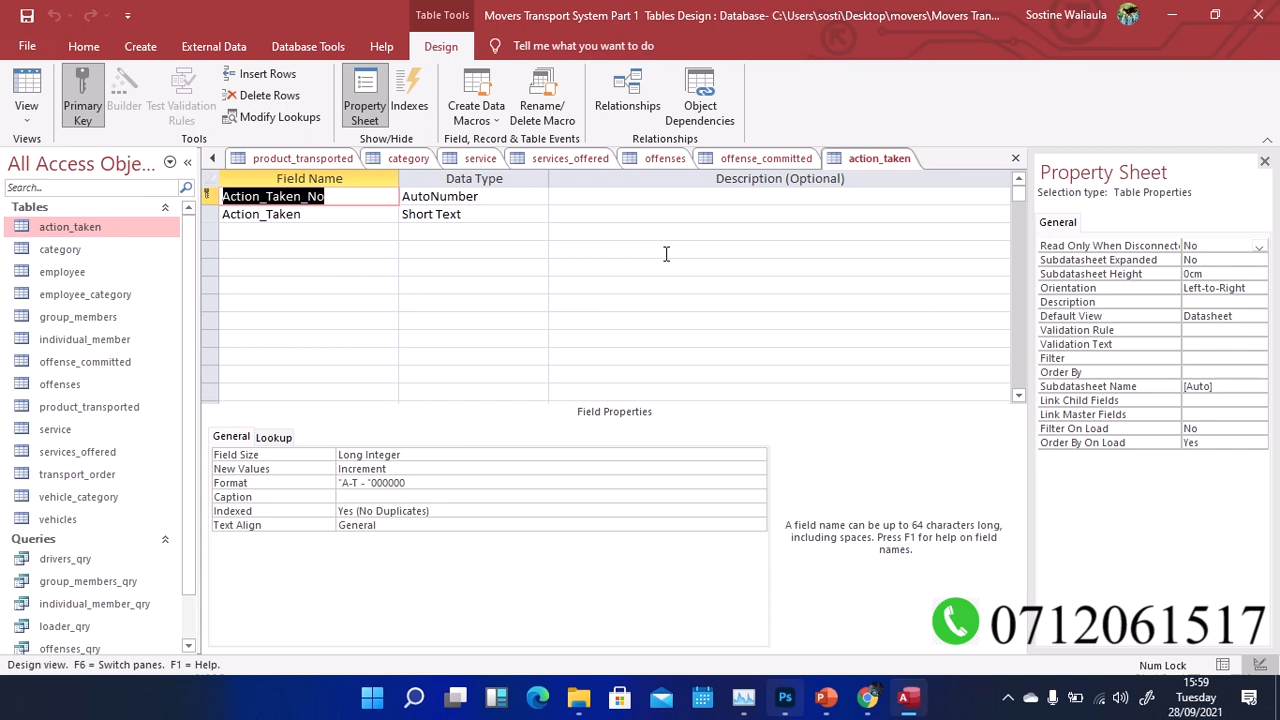 Table Tools
Movers Transport System Part 1 Tables Design : Database- C:\Users\sosti\Desktop\movers\Movers Tran...
Sostine Waliaula
File
Home
Create
External Data
Database Tools
Help
Design
Tell me what you want to do
View
Primary Key
Builder
Test Validation Rules
Insert Rows
Delete Rows
Modify Lookups
Property Sheet
Indexes
Create Data Macros
Rename/ Delete Macro
Relationships
Object Dependencies
Views
Tools
Show/Hide
Field, Record & Table Events
Relationships
All Access Obje...
Search...
Tables
action_taken
category
employee
employee_category
group_members
individual_member
offense_committed
offenses
product_transported
service
services_offered
transport_order
vehicle_category
vehicles
Queries
drivers_qry
group_members_qry
individual_member_qry
loader_qry
offenses_qry
product_transported
category
service
services_offered
offenses
offense_committed
action_taken
Field Name Data Type Description (Optional)
Action_Taken_No AutoNumber
Action_Taken Short Text
Field Properties
General Lookup
Field Size Long Integer
New Values Increment
Format "A-T - "000000
Caption
Indexed Yes (No Duplicates)
Text Align General
A field name can be up to 64 characters long,
including spaces. Press F1 for help on field
names.
Property Sheet
Selection type: Table Properties
General
Read Only When Disconnect No
Subdatasheet Expanded No
Subdatasheet Height 0cm
Orientation Left-to-Right
Description
Default View Datasheet
Validation Rule
Validation Text
Filter
Order By
Subdatasheet Name [Auto]
Link Child Fields
Link Master Fields
Filter On Load No
Order By On Load Yes
0712061517
Design view. F6 = Switch panes. F1 = Help.
Num Lock
15:59
Tuesday
28/09/2021